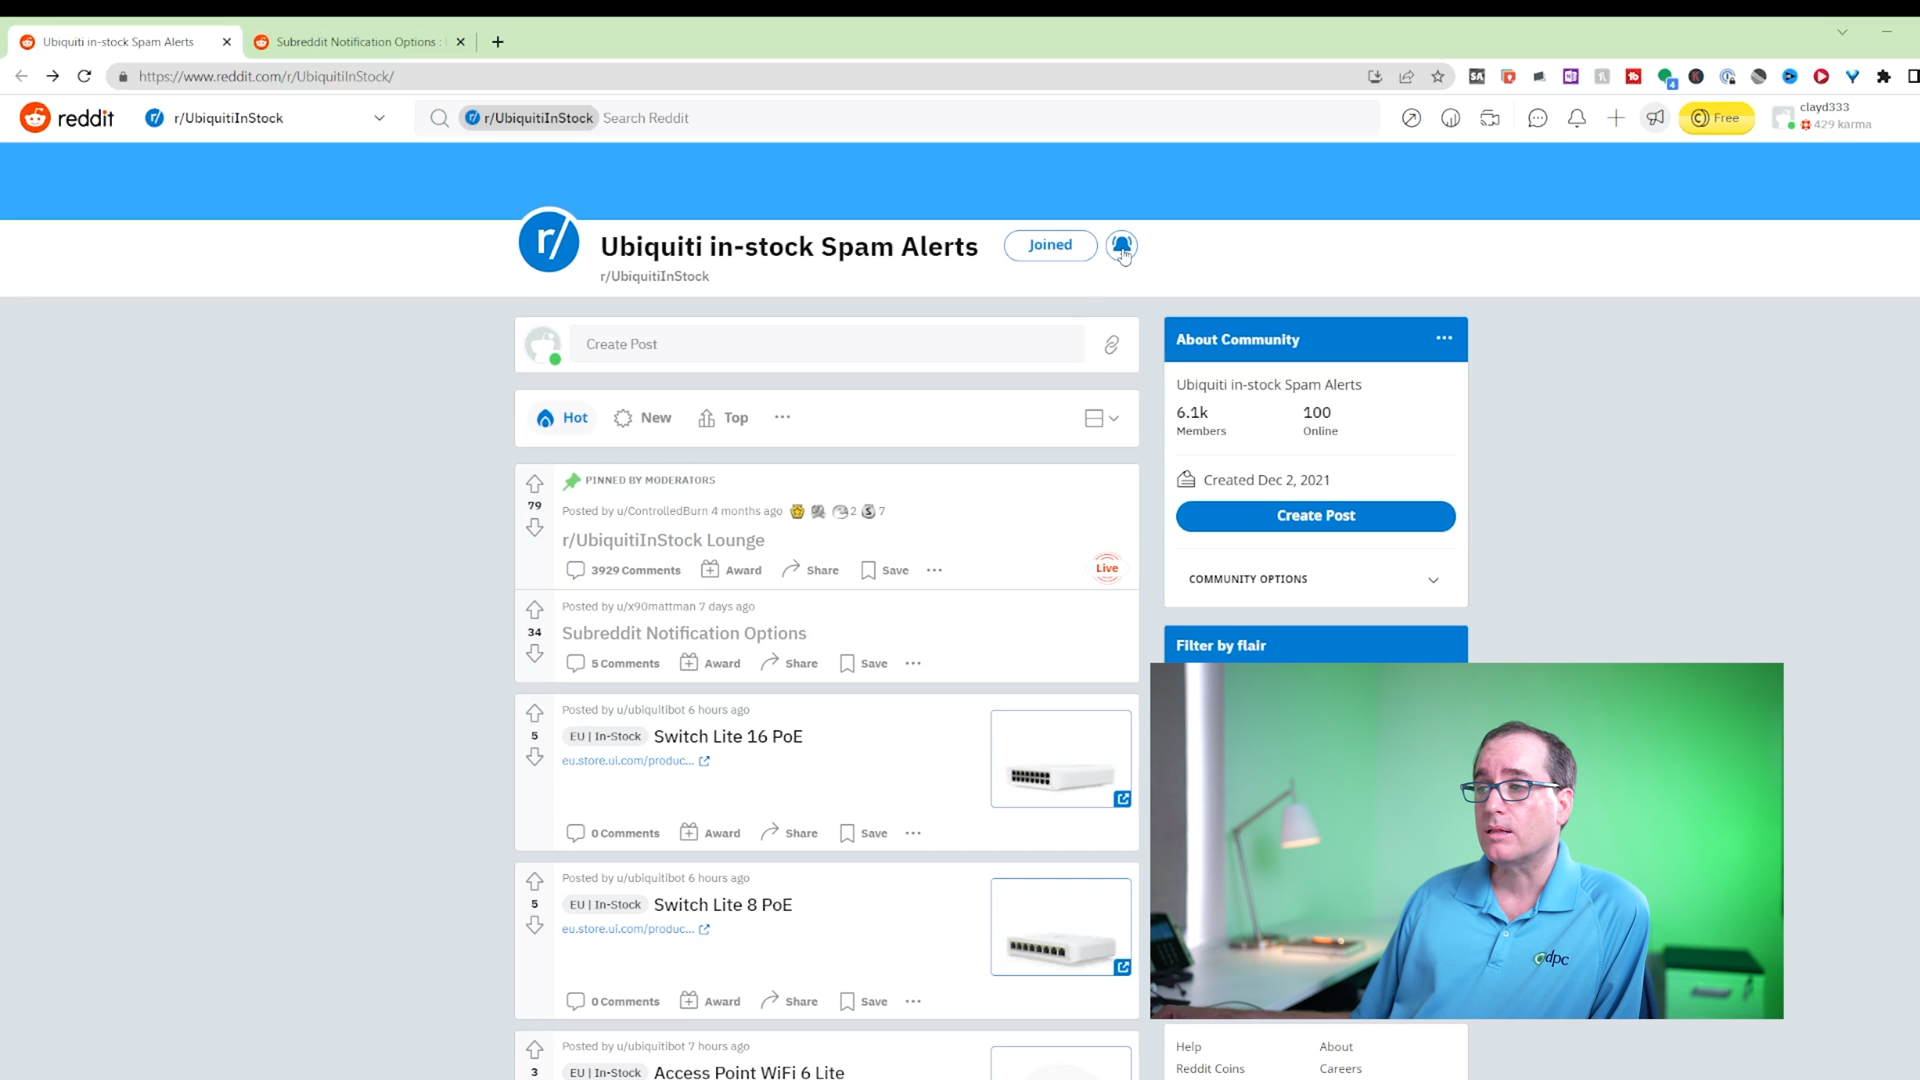 Ubiquiti in-stock Spam Alerts
Subreddit Notification Options :
https://www.reddit.com/r/UbiquitiInStock/
reddit
r/UbiquitiInStock
r/UbiquitiInStock Search Reddit
Free
clayd333
429 karma
r/
Ubiquiti in-stock Spam Alerts
Joined
r/UbiquitiInStock
Create Post
Hot
New
Top
PINNED BY MODERATORS
79
Posted by u/ControlledBurn 4 months ago
2
7
r/UbiquitiInStock Lounge
3929 Comments Award Share Save
Live
Posted by u/x90mattman 7 days ago
34
Subreddit Notification Options
5 Comments Award Share Save
Posted by u/ubiquitibot 6 hours ago
5
EU | In-Stock Switch Lite 16 PoE
eu.store.ui.com/produc...
0 Comments Award Share Save
Posted by u/ubiquitibot 6 hours ago
5
EU | In-Stock Switch Lite 8 PoE
eu.store.ui.com/produc...
0 Comments Award Share Save
Posted by u/ubiquitibot 7 hours ago
3
EU | In-Stock Access Point WiFi 6 Lite
About Community
Ubiquiti in-stock Spam Alerts
6.1k 100
Members Online
Created Dec 2, 2021
Create Post
COMMUNITY OPTIONS
Filter by flair
dpc
Help About
Reddit Coins Careers